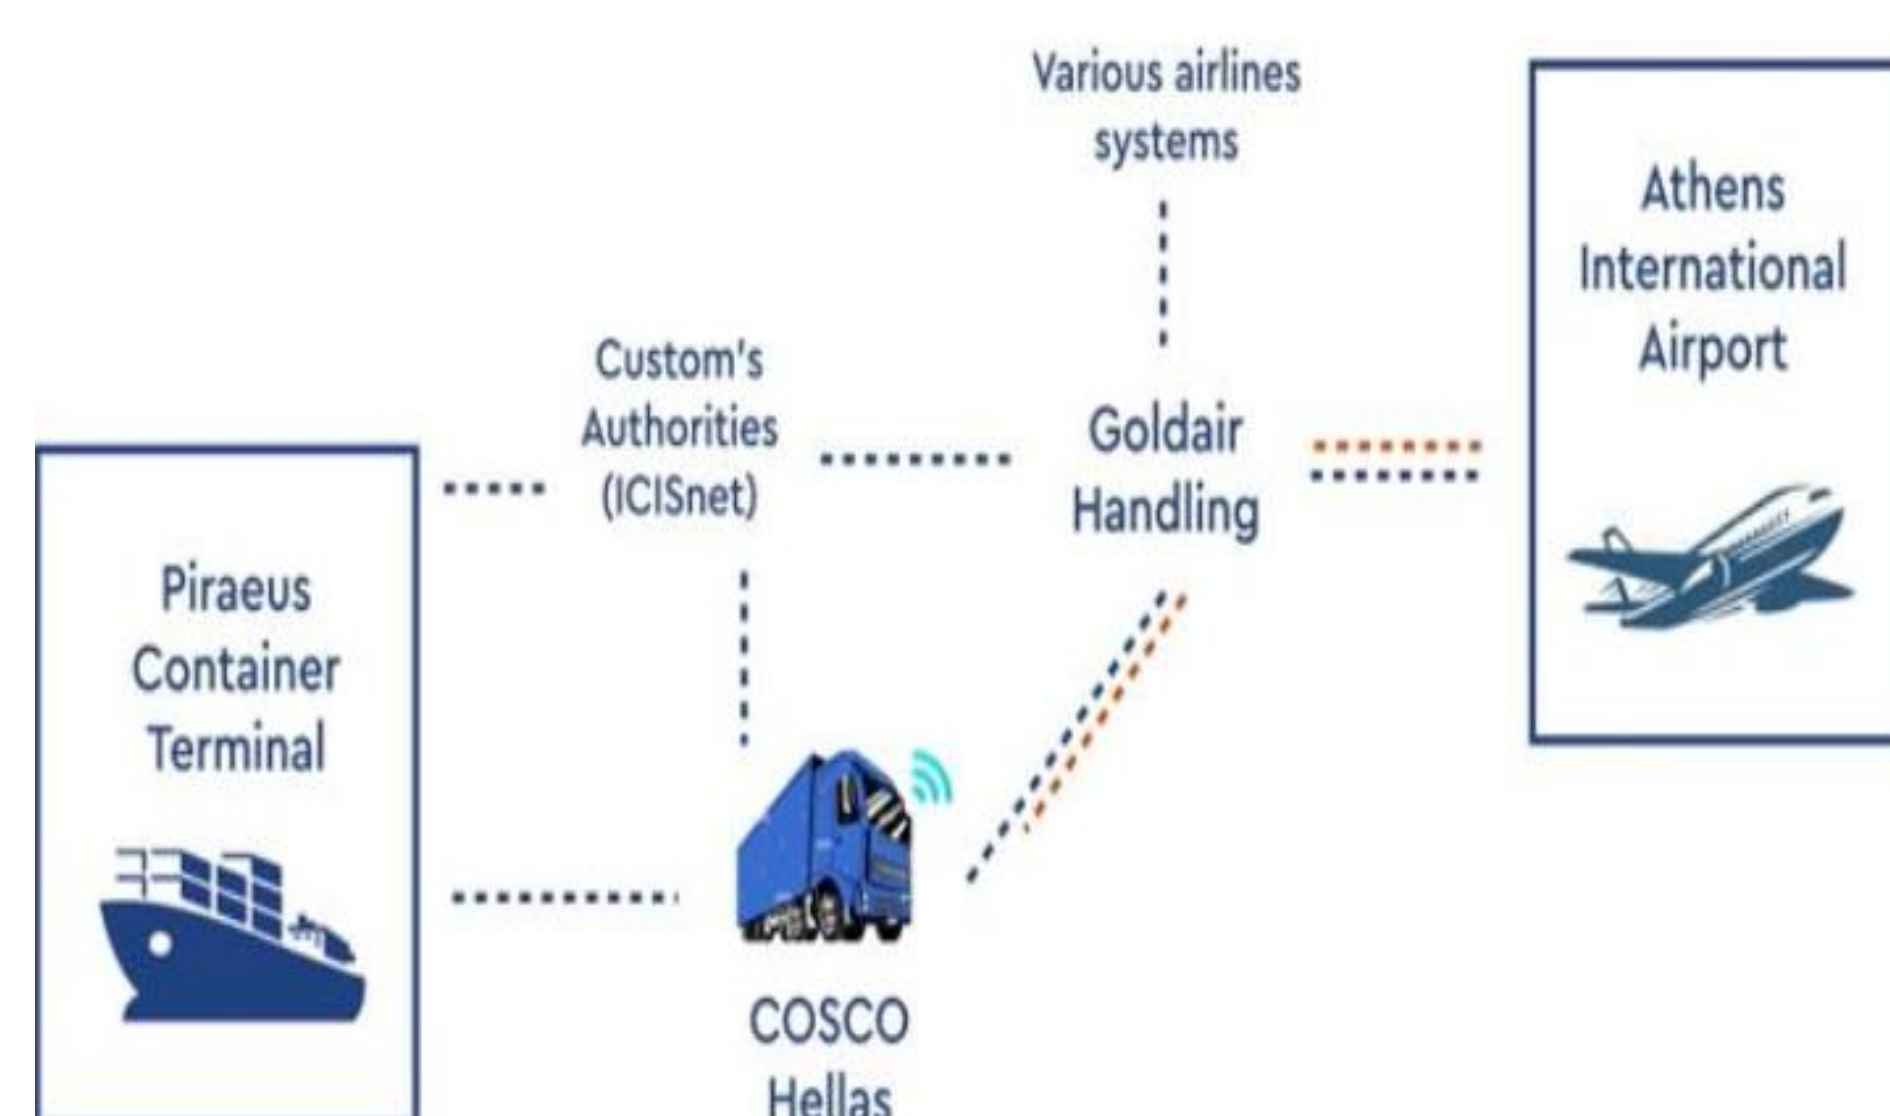 Various airlines
systems
Athens
International
Airport
Custom's
Authorities
(ICISnet)
Goldair
Handling
Piraeus
Container
Terminal
COSCO
Hellas